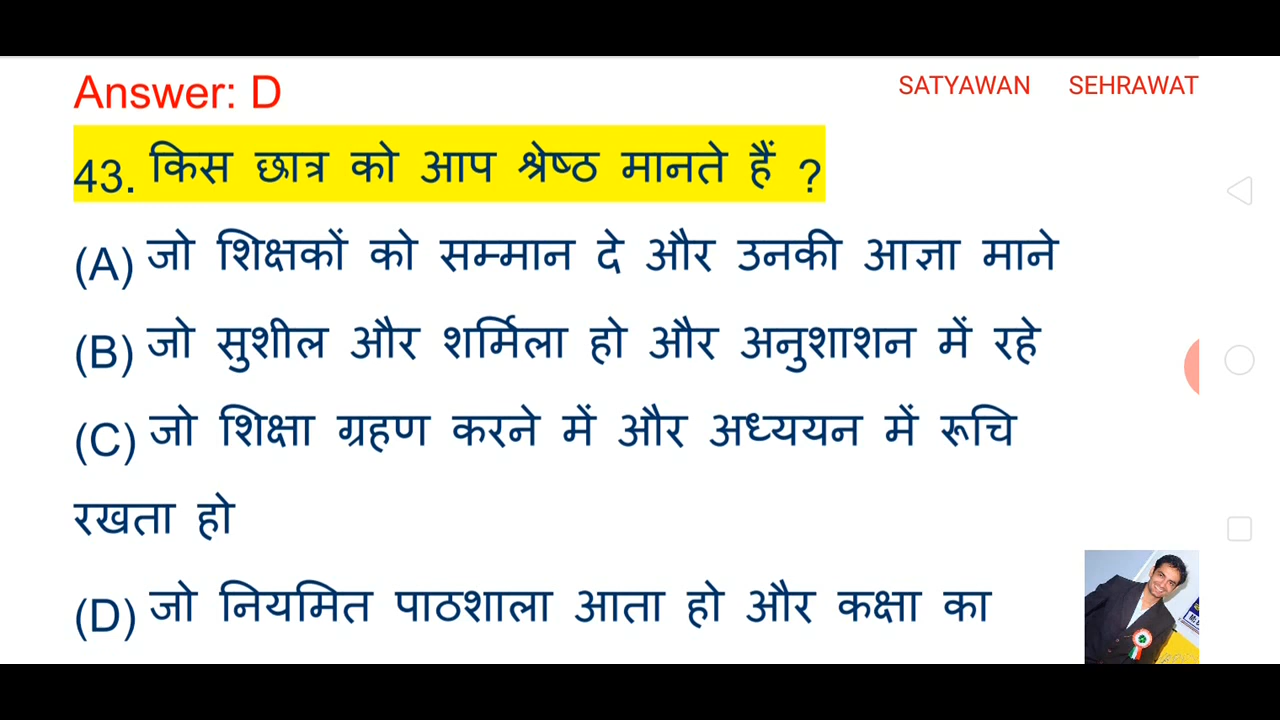 Answer: D
SATYAWAN SEHRAWAT
43. किस छात्र को आप श्रेष्ठ मानते हैं ?
(A) जो शिक्षकों को सम्मान दे और उनकी आज्ञा माने
(B) जो सुशील और शर्मिला हो और अनुशाशन में रहे
(C) जो शिक्षा ग्रहण करने में और अध्ययन में रूचि
रखता हो
(D) जो नियमित पाठशाला आता हो और कक्षा का